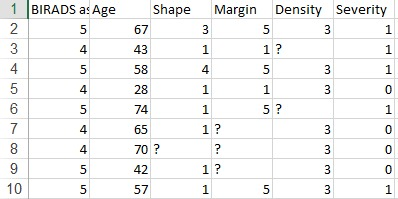 1 BIRADS as Age Shape Margin Density Severity
2 5 67 3 5 3 1
3 4 43 1 1 ? 1
4 5 58 4 5 3 1
5 4 28 1 1 3 0
6 5 74 1 5 ? 1
7 4 65 1 ? 3 0
8 4 70 ? ? 3 0
9 5 42 1 ? 3 0
10 5 57 1 5 3 1